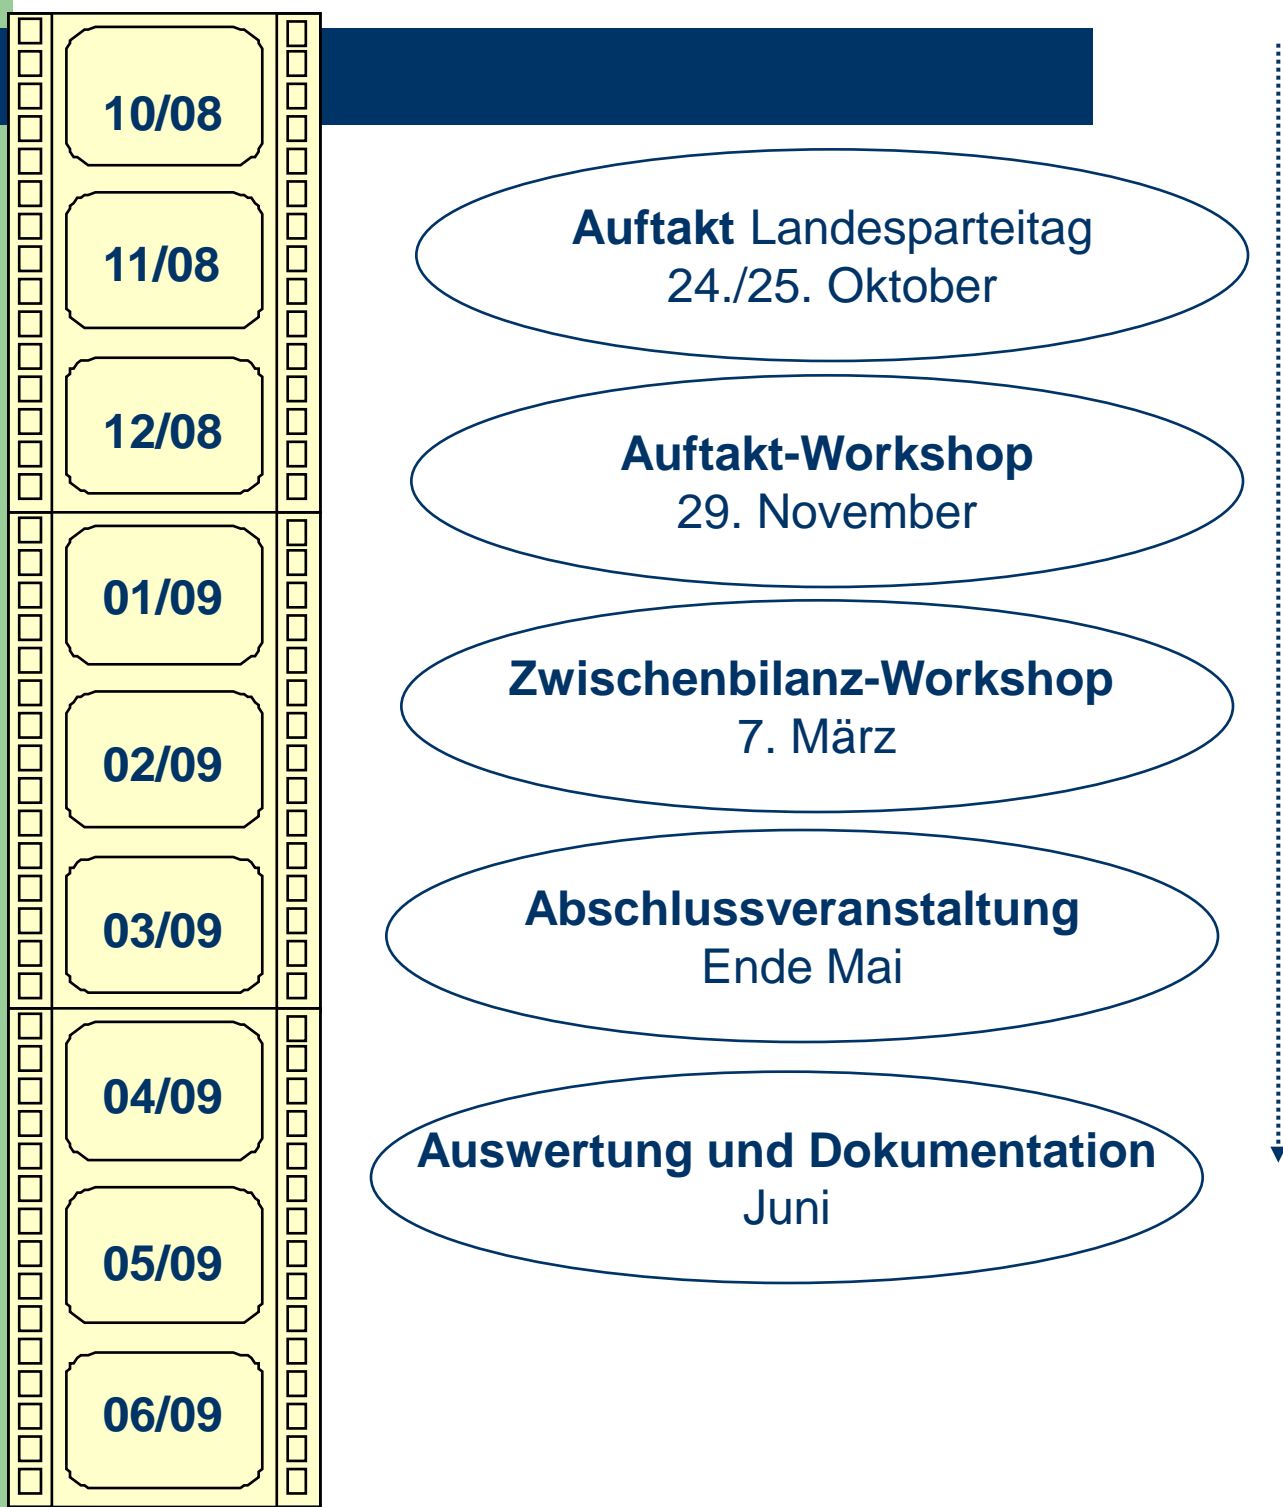 10/08
11/08
12/08
01/09
02/09
03/09
04/09
05/09
06/09
Auftakt Landesparteitag
24./25. Oktober
Auftakt-Workshop
29. November
Zwischenbilanz-Workshop
7. März
Abschlussveranstaltung
Ende Mai
Auswertung und Dokumentation
Juni